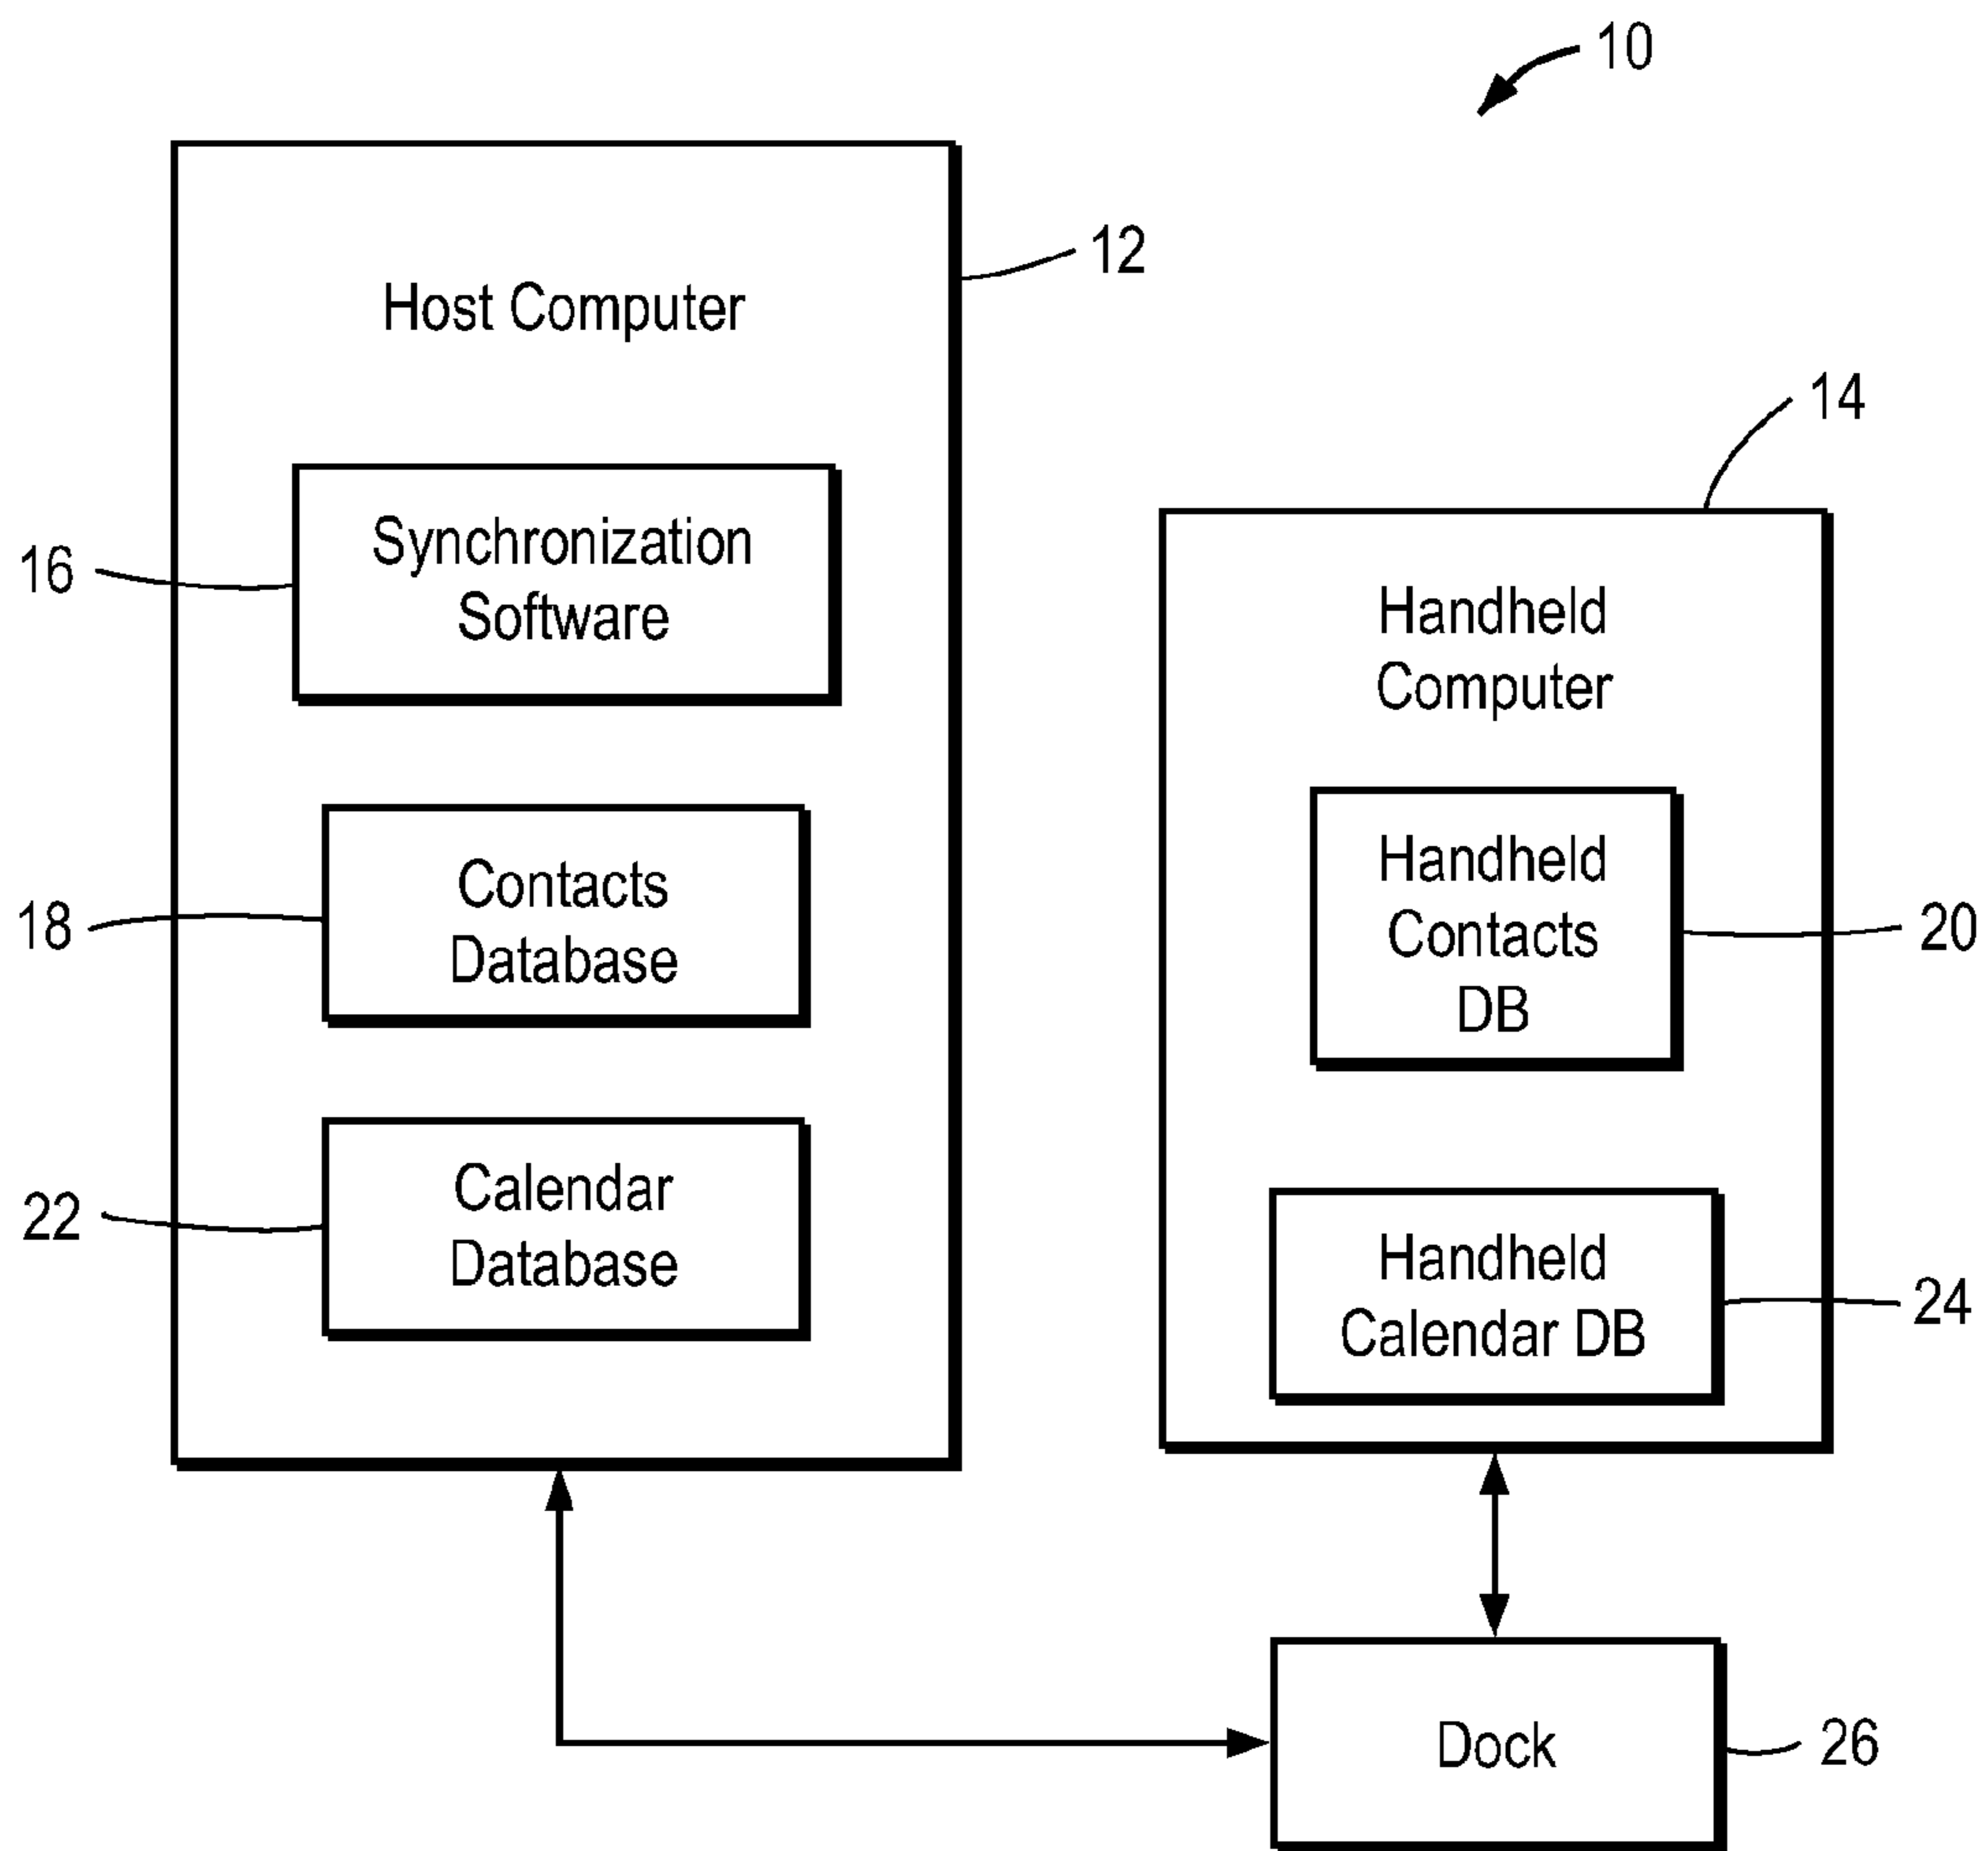 10
12
Host Computer
14
16
Synchronization
Software
Handheld
Computer
18
Contacts
Database
Handheld
Contacts
DB
20
22
Calendar
Database
Handheld
Calendar DB
24
Dock
26